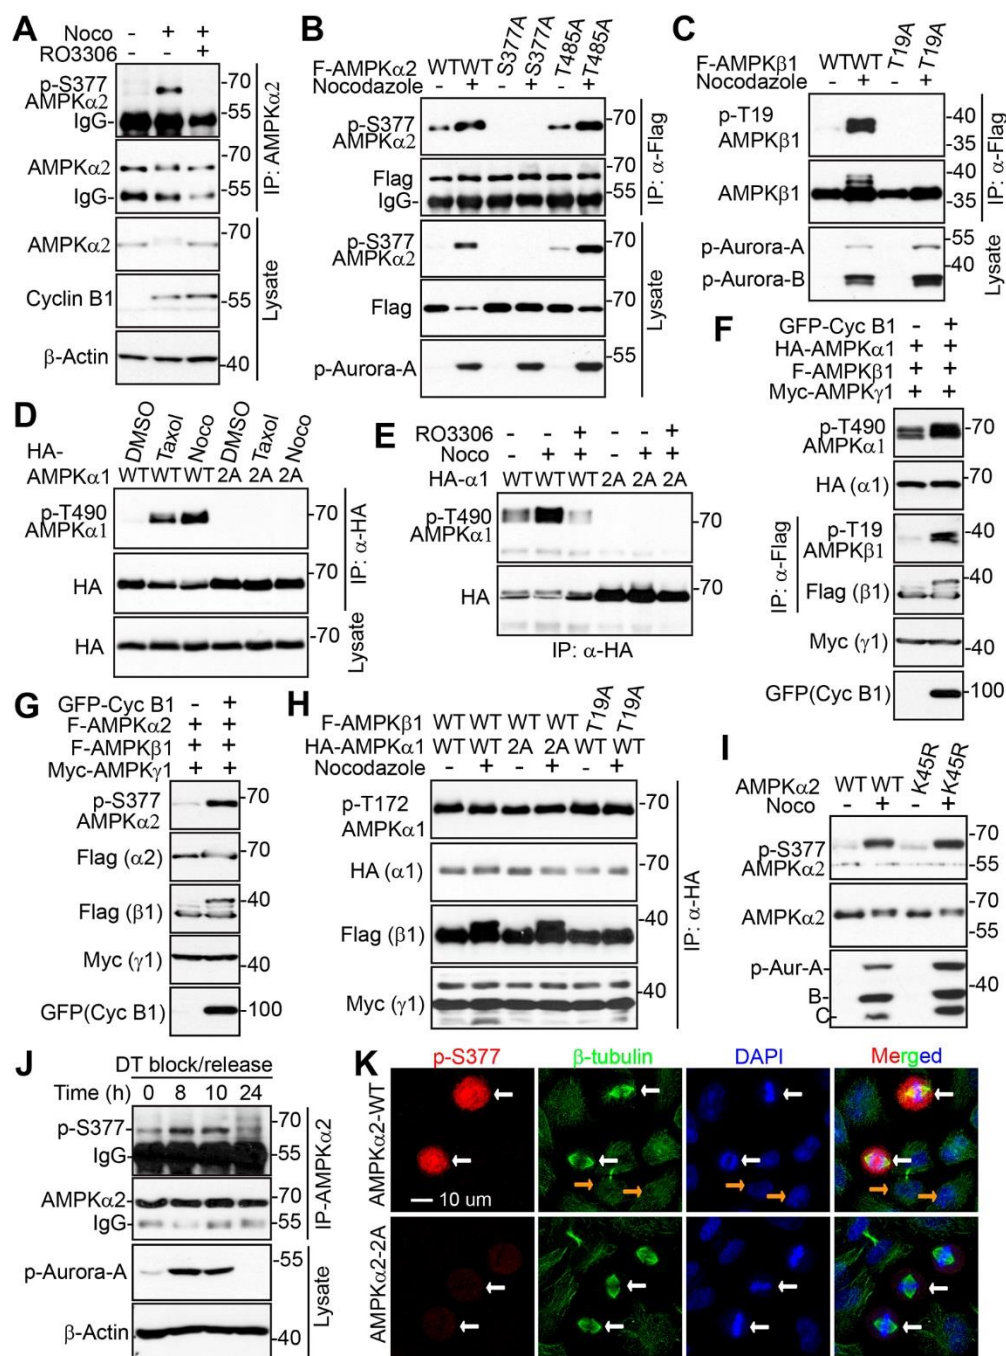 A
Noco - + +
RO3306 - - +
p-S377
AMPKα2
IgG-
70
55
IP: AMPKα2
AMPKα2
IgG-
70
55
AMPKα2
70
Cyclin B1
55
β-Actin
40
Lysate
B
F-AMPKα2 WT WT S377A S377A T485A T485A
Nocodazole - + - + - +
p-S377
AMPKα2
70
Flag
IgG-
70
55
IP: α-Flag
p-S377
AMPKα2
70
Flag
70
p-Aurora-A
55
Lysate
C
F-AMPKβ1 WT WT T19A T19A
Nocodazole - + - +
p-T19
AMPKβ1
40
35
AMPKβ1
40
35
IP: α-Flag
p-Aurora-A
p-Aurora-B
55
40
Lysate
D
HA-
AMPKα1
DMSO Taxol Noco DMSO Taxol Noco
WT WT WT 2A 2A 2A
p-T490
AMPKα1
70
HA
70
IP: α-HA
HA
70
Lysate
E
RO3306 - - + - - +
Noco - + + - + +
HA-α1 WT WT WT 2A 2A 2A
p-T490
AMPKα1
70
HA
70
IP: α-HA
F
GFP-Cyc B1 - +
HA-AMPKα1 + +
F-AMPKβ1 + +
Myc-AMPKγ1 + +
p-T490
AMPKα1
70
HA (α1)
70
IP: α-Flag
p-T19
AMPKβ1
40
Flag (β1)
40
Myc (γ1)
40
GFP(Cyc B1)
100
G
GFP-Cyc B1 - +
F-AMPKα2 + +
F-AMPKβ1 + +
Myc-AMPKγ1 + +
p-S377
AMPKα2
70
Flag (α2)
70
Flag (β1)
40
Myc (γ1)
40
GFP(Cyc B1)
100
H
F-AMPKβ1 WT WT WT WT T19A T19A
HA-AMPKα1 WT WT 2A 2A WT WT
Nocodazole - + - + - +
p-T172
AMPKα1
70
HA (α1)
70
Flag (β1)
40
Myc (γ1)
40
IP: α-HA
I
AMPKα2 WT WT K45R K45R
Noco - + - +
p-S377
AMPKα2
70
55
AMPKα2
70
55
p-Aur-A
B-
C-
40
J
DT block/release
Time (h) 0 8 10 24
p-S377
IgG
70
55
AMPKα2
IgG
70
55
IP-AMPKα2
p-Aurora-A
55
β-Actin
40
Lysate
K
p-S377 β-tubulin DAPI Merged
AMPKα2-WT
10 um
AMPKα2-2A